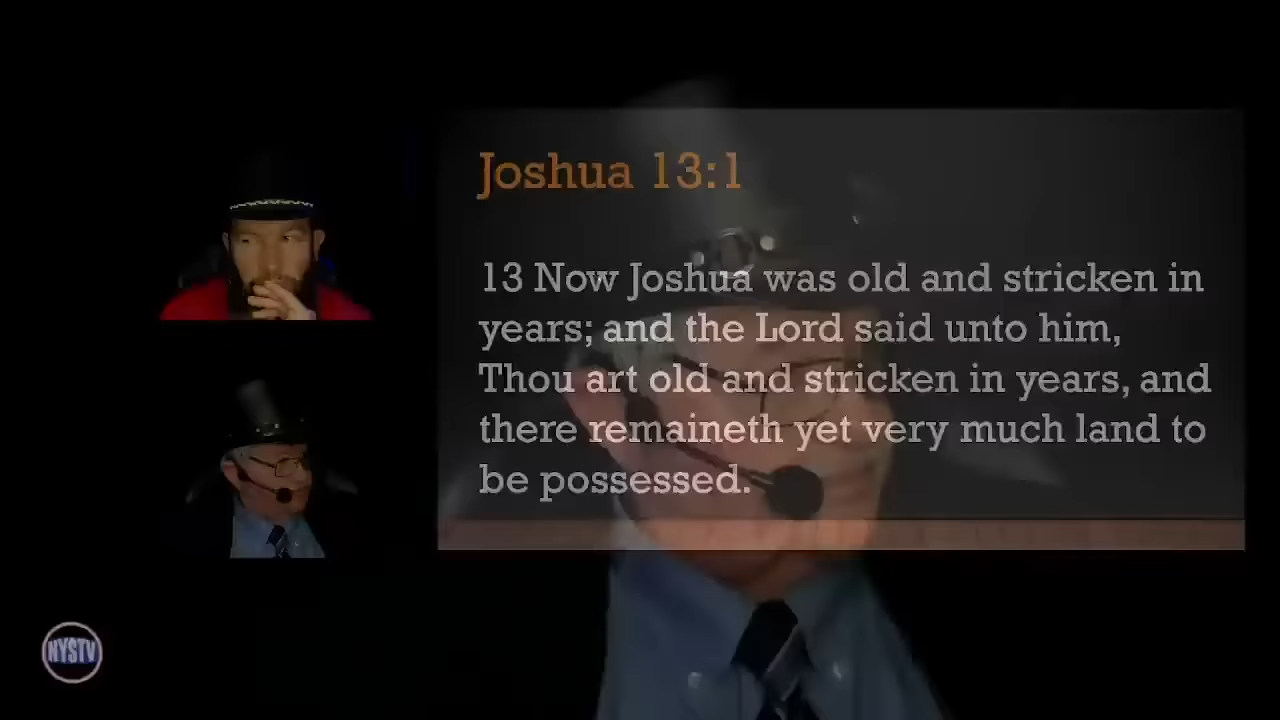 Joshua 13:1
13 Now Joshua was old and stricken in
years; and the Lord said unto him,
Thou art old and stricken in years, and
there remaineth yet very much land to
be possessed.
NYSTV